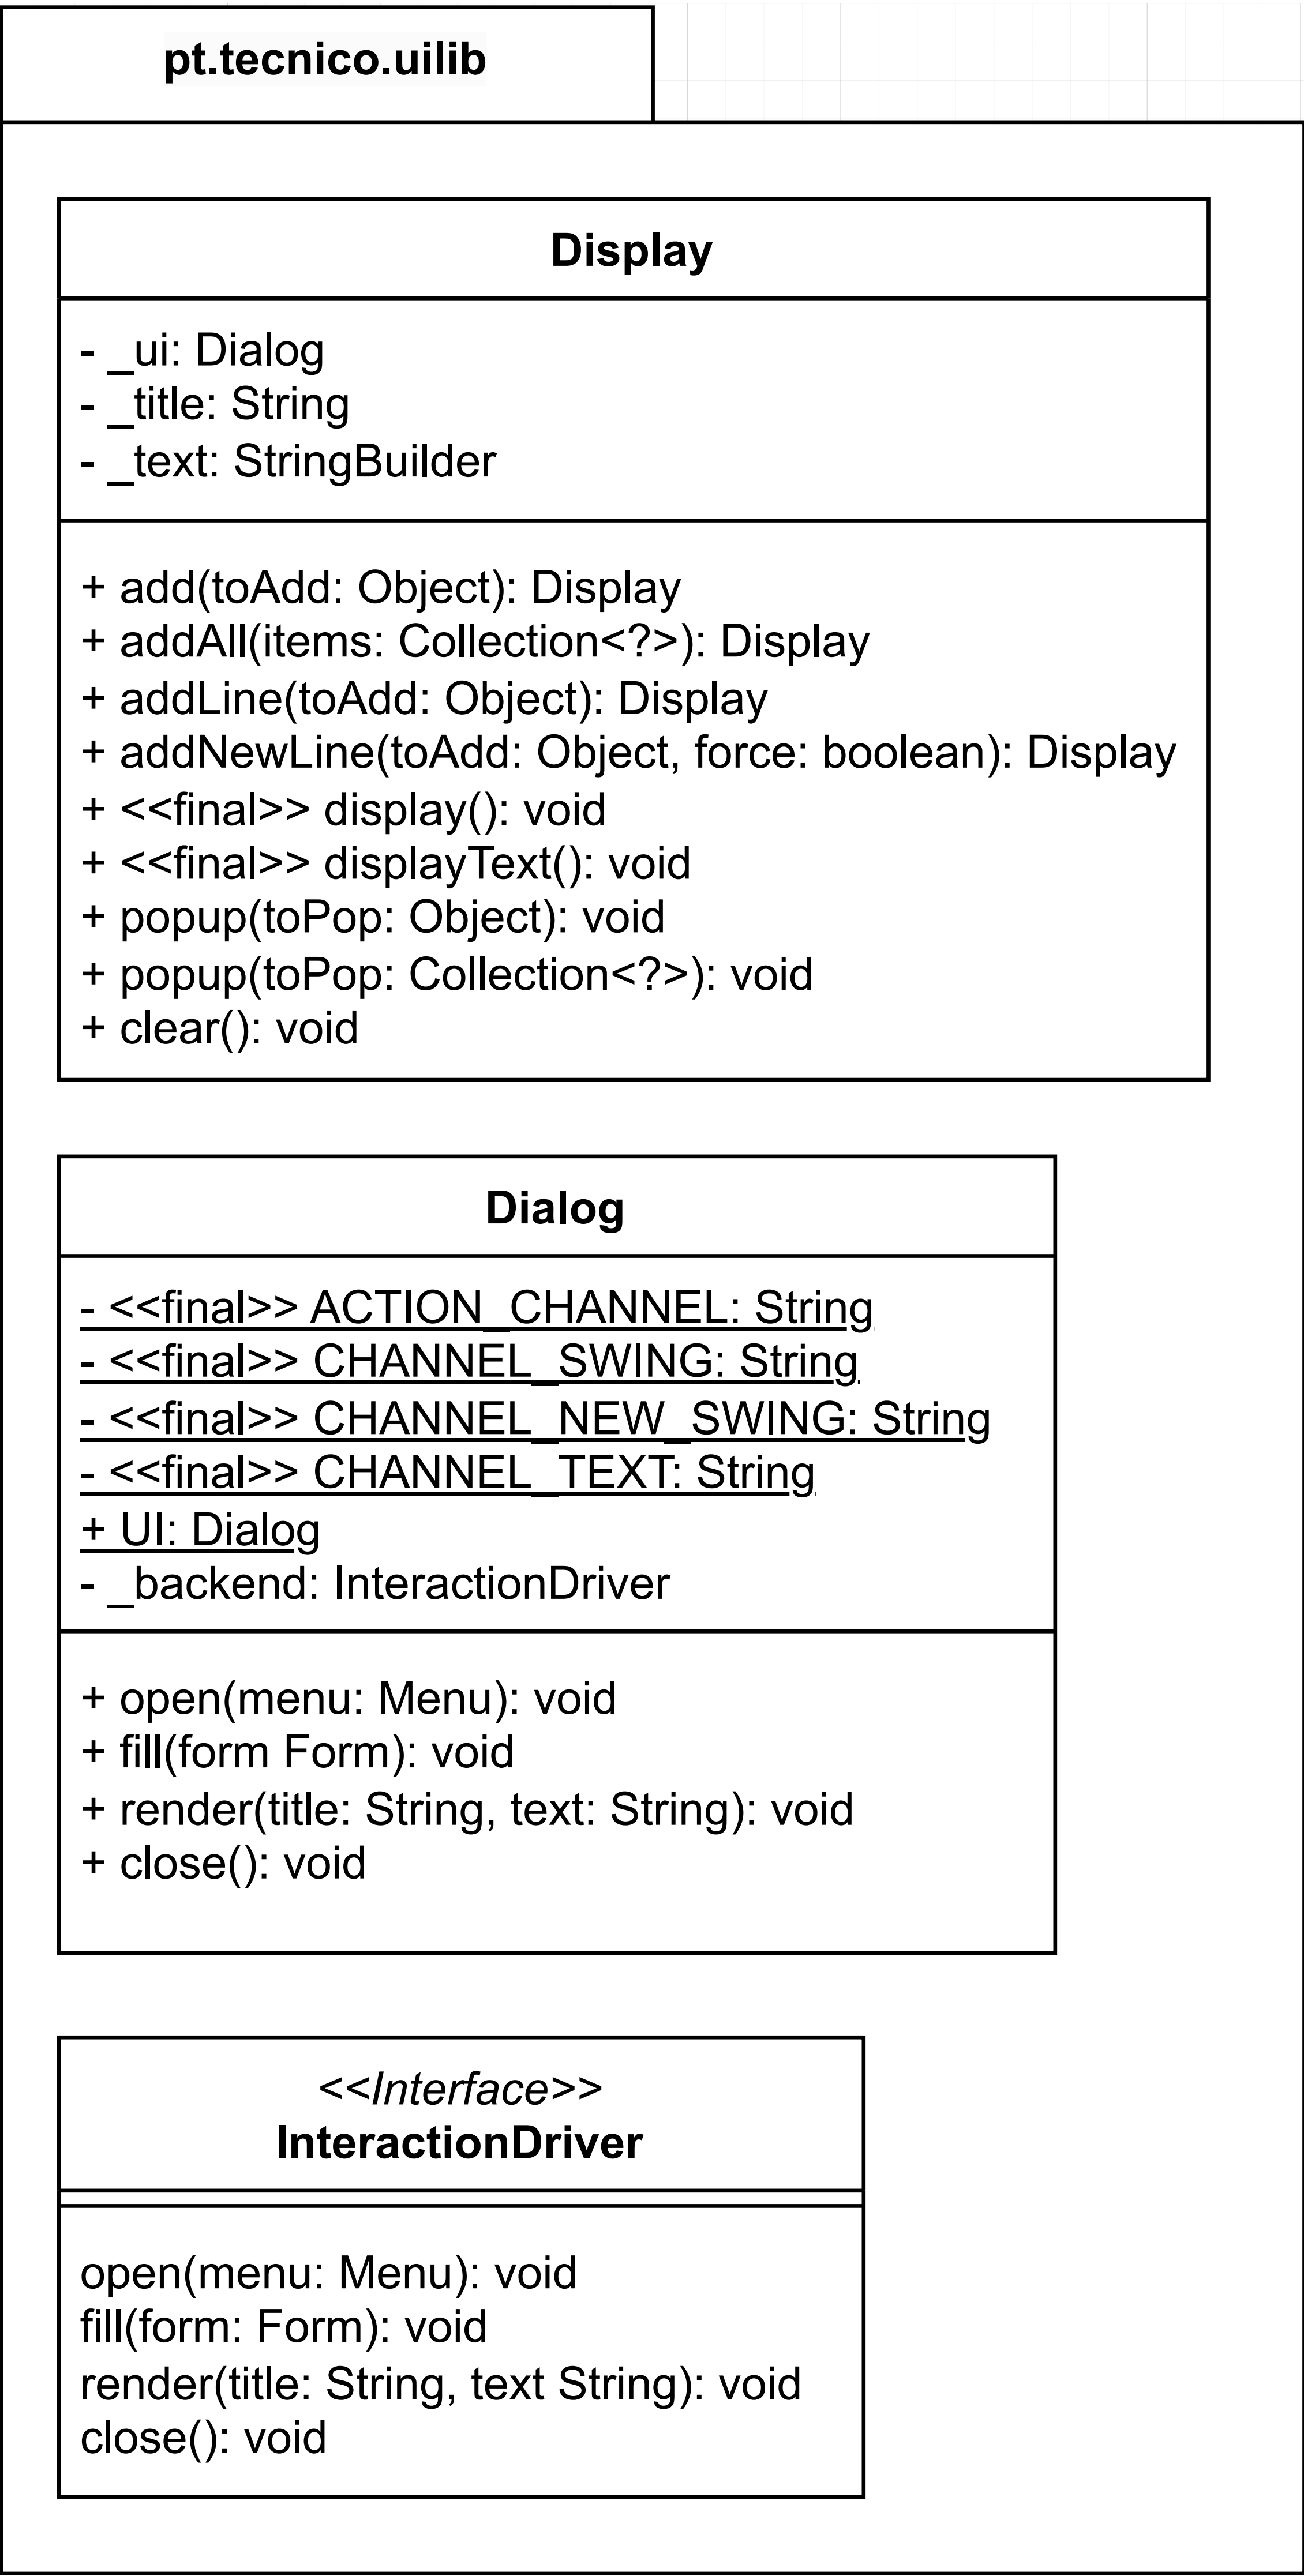 pt.tecnico.uilib
Display
- _ui: Dialog
- _title: String
- _text: StringBuilder
+ add(toAdd: Object): Display
+ addAll(items: Collection<?>): Display
+ addLine(toAdd: Object): Display
+ addNewLine(toAdd: Object, force: boolean): Display
+ <<final>> display(): void
+ <<final>> displayText(): void
+ popup(toPop: Object): void
+ popup(toPop: Collection<?>): void
+ clear(): void
Dialog
- <<final>> ACTION_CHANNEL: String
- <<final>> CHANNEL_SWING: String
- <<final>> CHANNEL_NEW_SWING: String
- <<final>> CHANNEL_TEXT: String
+ UI: Dialog
- _backend: InteractionDriver
+ open(menu: Menu): void
+ fill(form Form): void
+ render(title: String, text: String): void
+ close(): void
<<Interface>>
InteractionDriver
open(menu: Menu): void
fill(form: Form): void
render(title: String, text String): void
close(): void